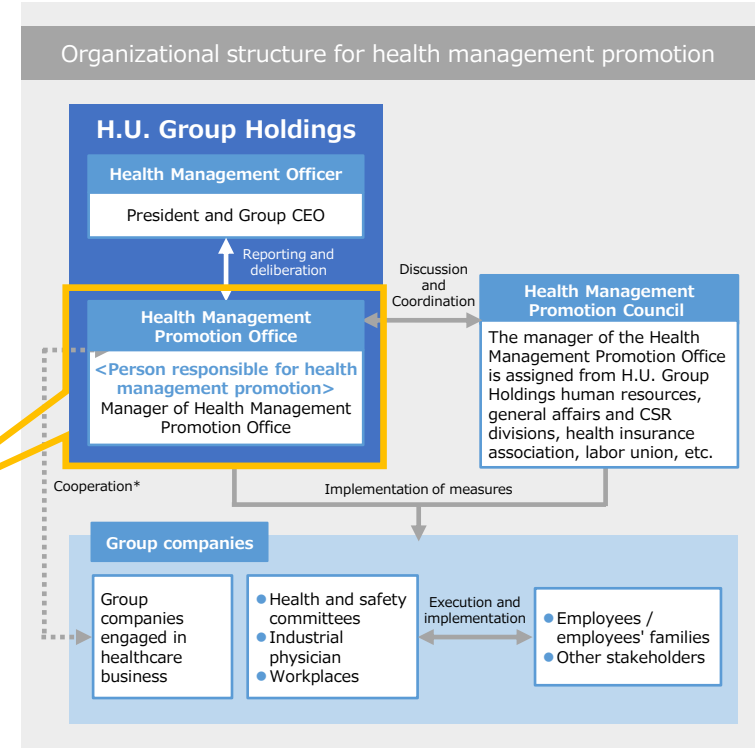 Organizational structure for health management promotion
H.U. Group Holdings
Health Management Officer
President and Group CEO
Reporting and
deliberation
Discussion
and
Coordination
Health Management
Promotion Office
<Person responsible for health
management promotion>
Manager of Health Management
Promotion Office
Health Management
Promotion Council
The manager of the Health
Management Promotion Office
is assigned from H.U. Group
Holdings human resources,
general affairs and CSR
divisions, health insurance
association, labor union, etc.
Cooperation*
Implementation of measures
Group companies
Group
companies
engaged in
healthcare
business
● Health and safety
committees
● Industrial
physician
● Workplaces
Execution and
implementation
● Employees /
employees' families
● Other stakeholders